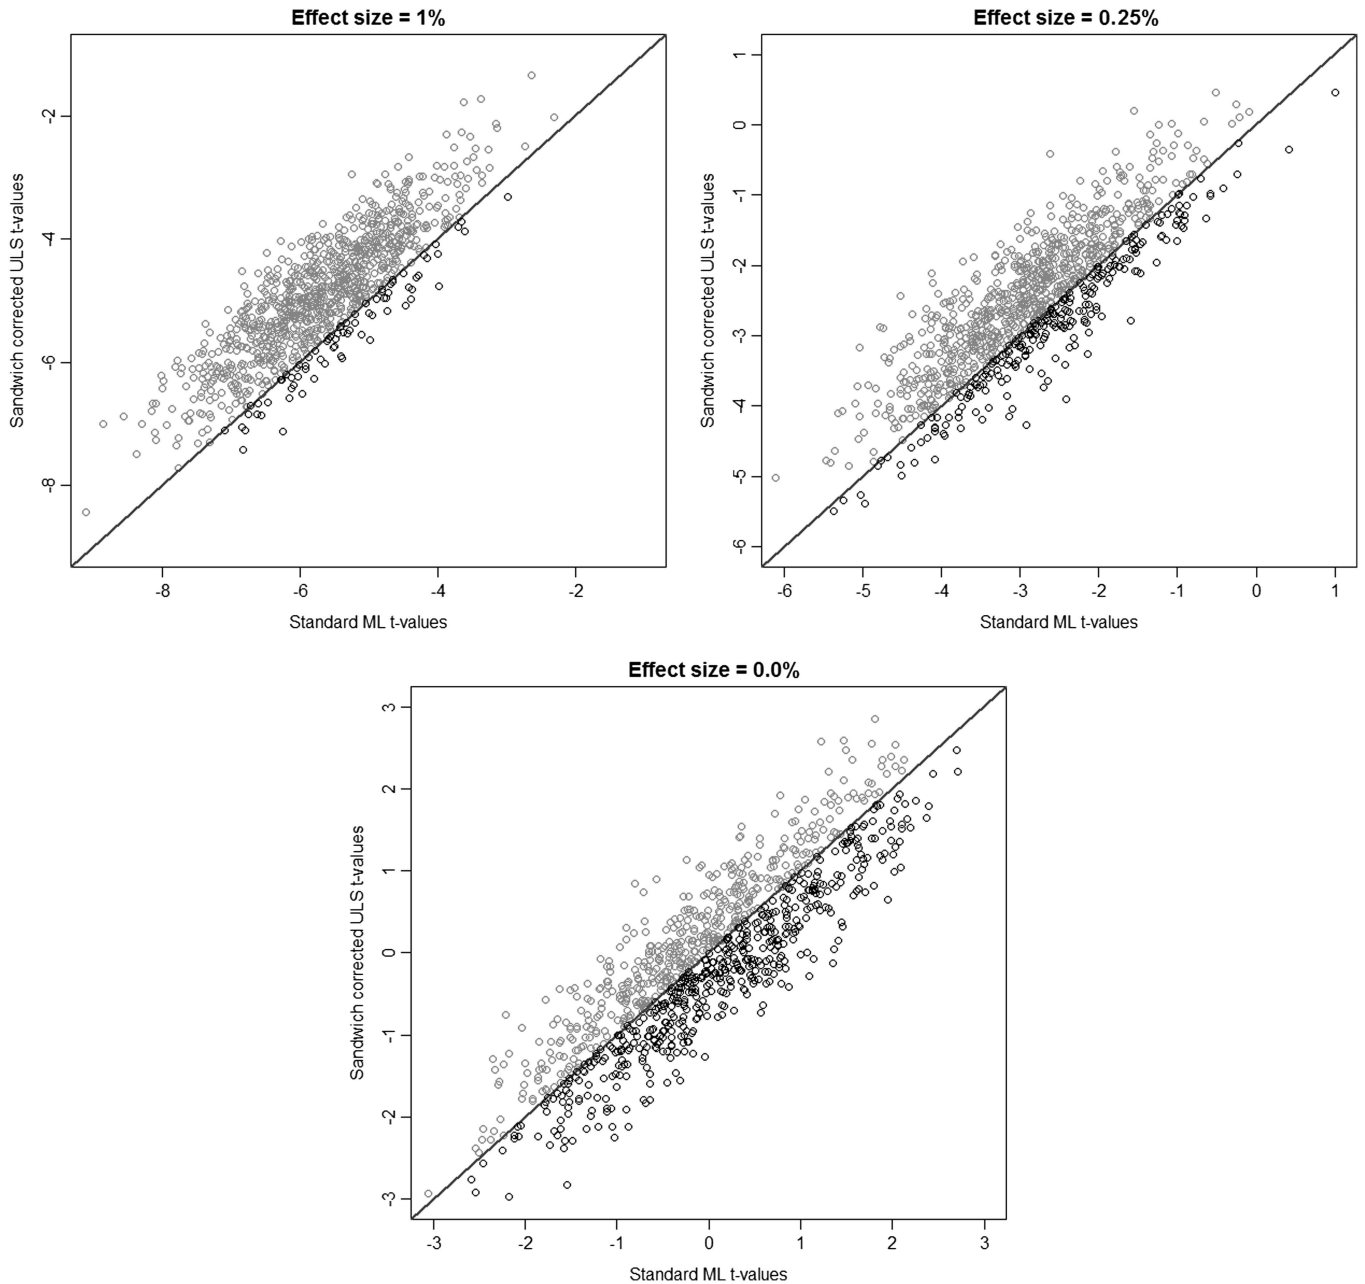 Effect size = 1%
Sandwich corrected ULS t-values
-2
-4
-6
-8
-8 -6 -4 -2
Standard ML t-values
Effect size = 0.25%
Sandwich corrected ULS t-values
1
0
-1
-2
-3
-4
-5
-6
-6 -5 -4 -3 -2 -1 0 1
Standard ML t-values
Effect size = 0.0%
Sandwich corrected ULS t-values
3
2
1
0
-1
-2
-3
-3 -2 -1 0 1 2 3
Standard ML t-values